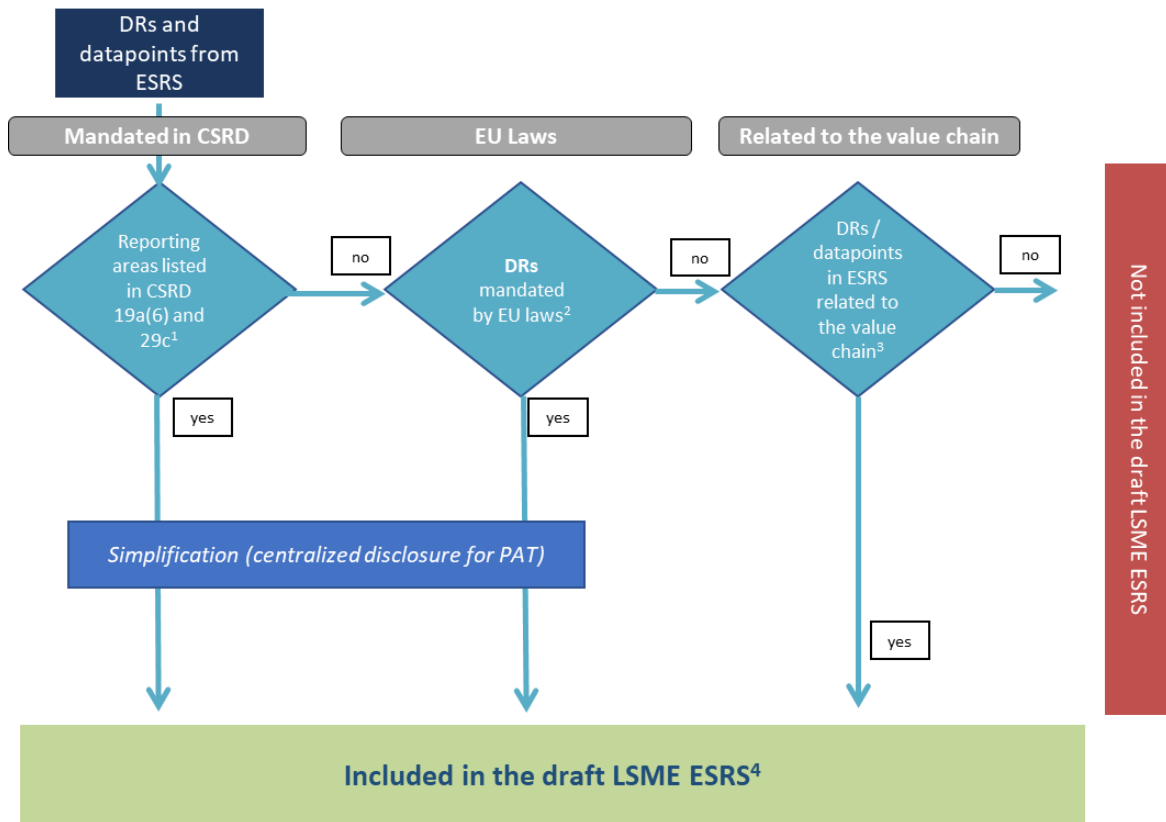 DRs and
datapoints from
ESRS
Mandated in CSRD
EU Laws
Related to the value chain
Reporting
areas listed
in CSRD
19a(6) and
29c¹
no
DRs
mandated
by EU laws²
no
DRs /
datapoints
in ESRS
related to
the value
chain³
no
yes
yes
Simplification (centralized disclosure for PAT)
yes
Not included in the draft LSME ESRS
Included in the draft LSME ESRS⁴